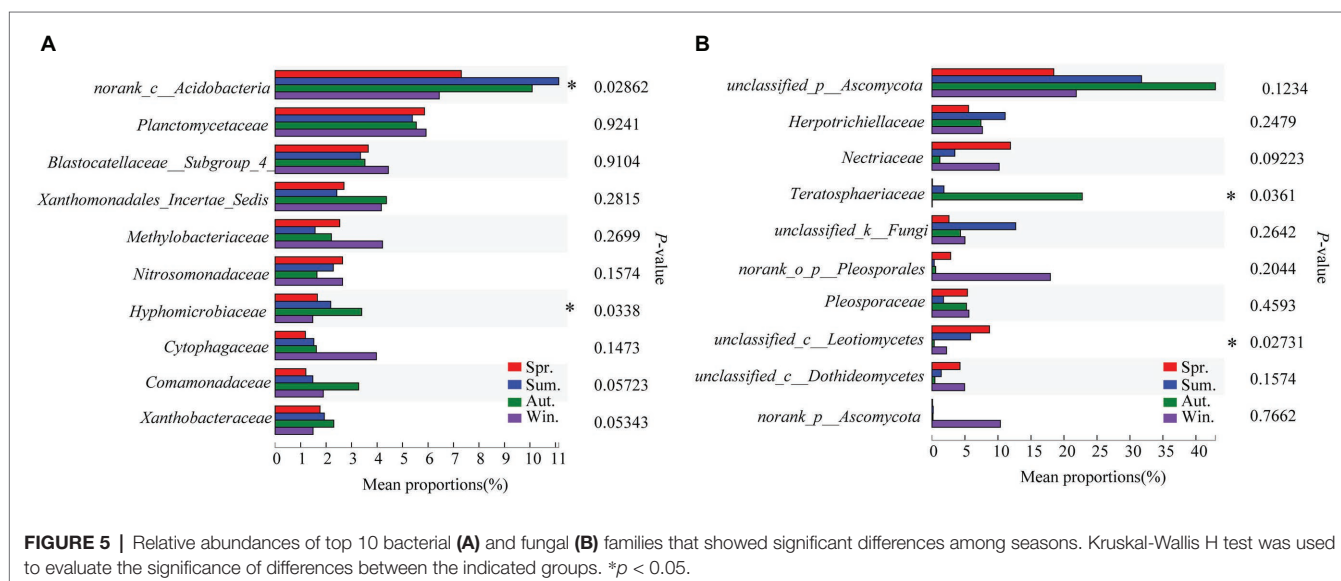 A
norank_c__Acidobacteria * 0.02862
Planctomycetaceae 0.9241
Blastocatellaceae__Subgroup_4_ 0.9104
Xanthomonadales_Incertae_Sedis 0.2815
Methylobacteriaceae 0.2699
Nitrosomonadaceae 0.1574
Hyphomicrobiaceae * 0.0338
Cytophagaceae 0.1473
Comamonadaceae 0.05723
Xanthobacteraceae 0.05343
P-value
Spr.
Sum.
Aut.
Win.
0 1 2 3 4 5 6 7 8 9 10 11
Mean proportions(%)
B
unclassified_p__Ascomycota 0.1234
Herpotrichiellaceae 0.2479
Nectriaceae 0.09223
Teratosphaeriaceae * 0.0361
unclassified_k__Fungi 0.2642
norank_o_p__Pleosporales 0.2044
Pleosporaceae 0.4593
unclassified_c__Leotiomycetes * 0.02731
unclassified_c__Dothideomycetes 0.1574
norank_p__Ascomycota 0.7662
P-value
Spr.
Sum.
Aut.
Win.
0 5 10 15 20 25 30 35 40
Mean proportions(%)
FIGURE 5 | Relative abundances of top 10 bacterial (A) and fungal (B) families that showed significant differences among seasons. Kruskal-Wallis H test was used
to evaluate the significance of differences between the indicated groups. *p < 0.05.